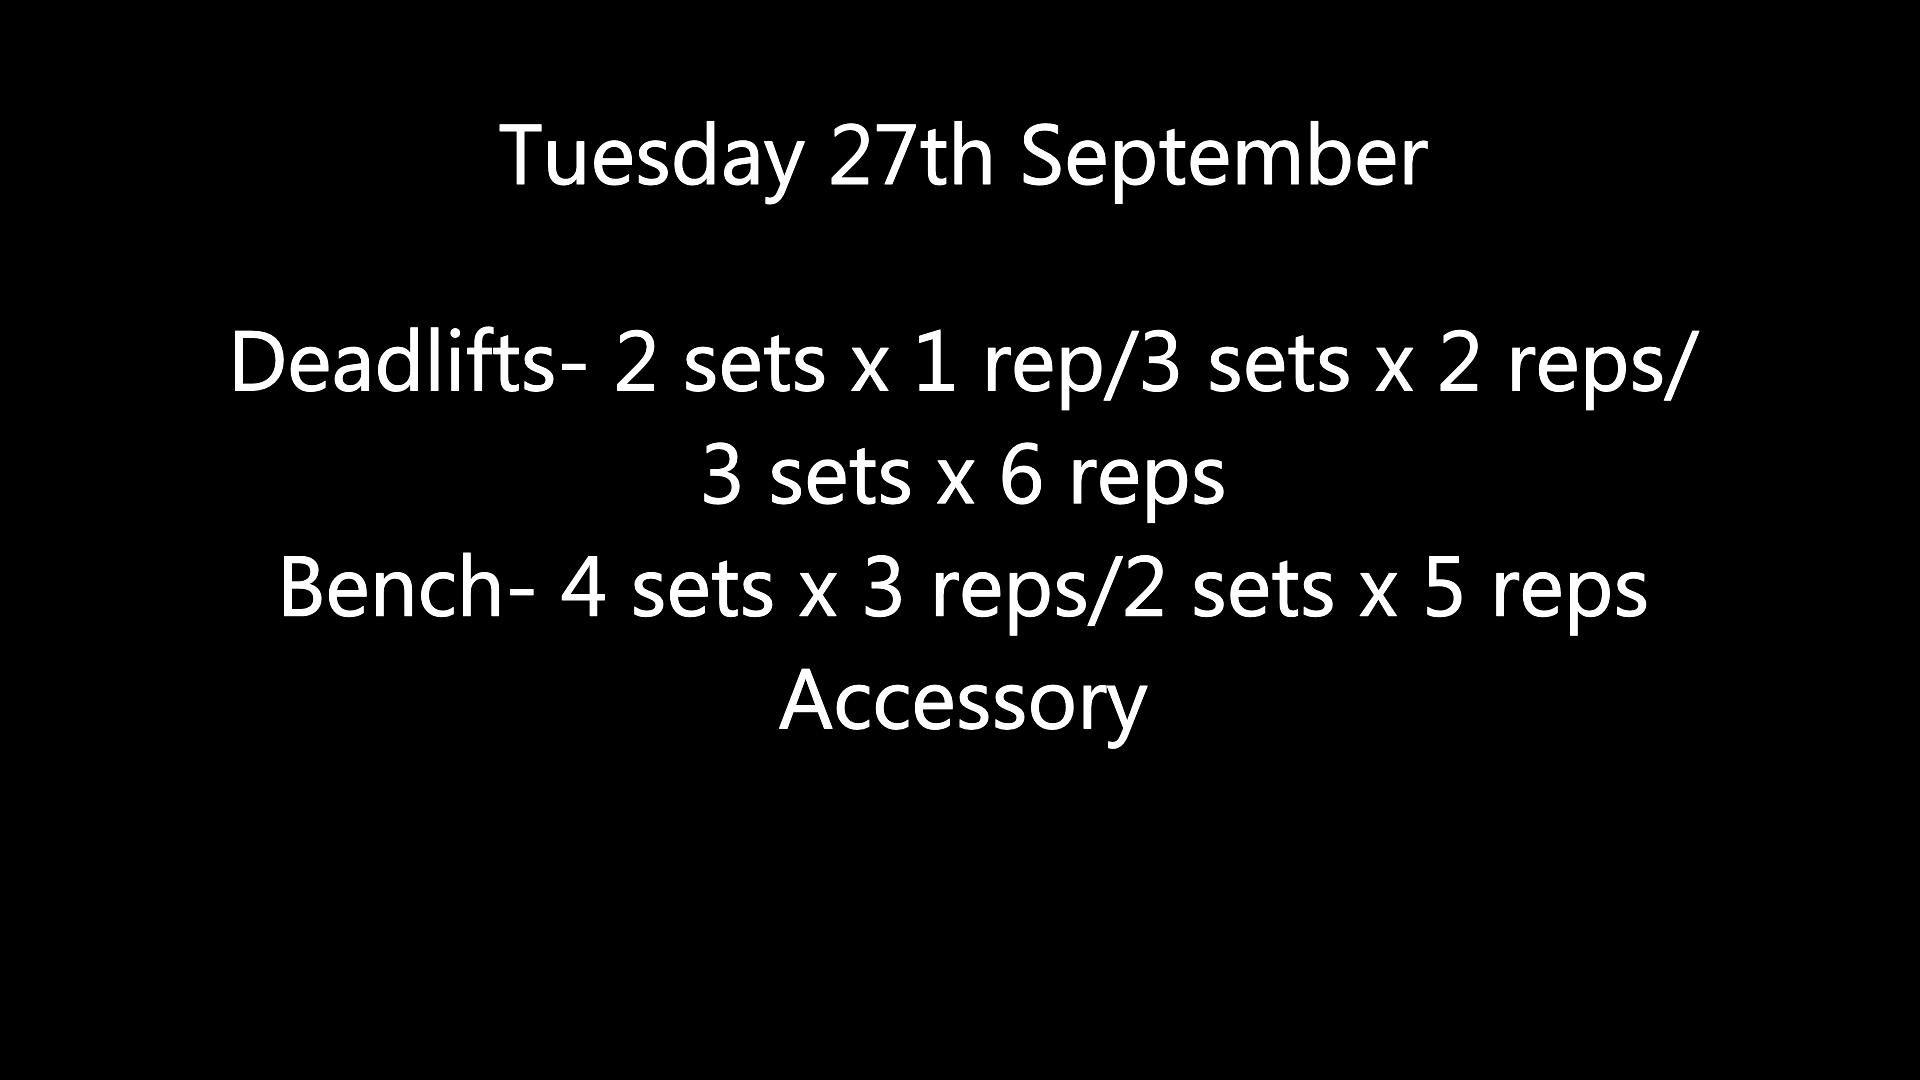 Tuesday 27th September
Deadlifts- 2 sets x 1 rep/3 sets x 2 reps/
3 sets x 6 reps
Bench- 4 sets x 3 reps/2 sets x 5 reps
Accessory